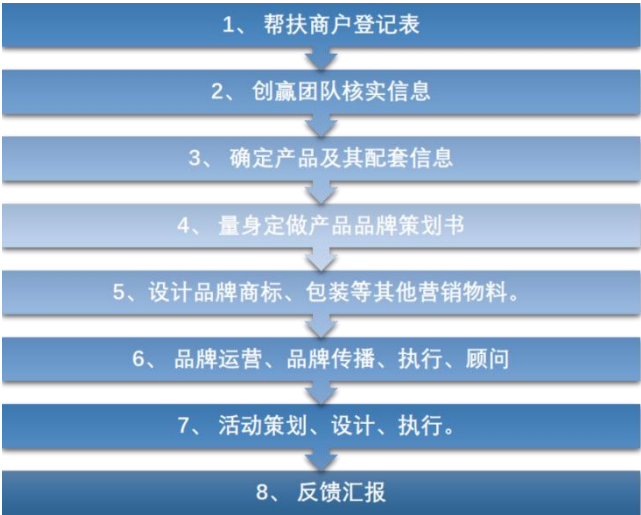 1、 帮扶商户登记表
2、 创赢团队核实信息
3、 确定产品及其配套信息
4、 量身定做产品品牌策划书
5、设计品牌商标、包装等其他营销物料。
6、 品牌运营、品牌传播、执行、顾问
7、 活动策划、设计、执行。
8、 反馈汇报